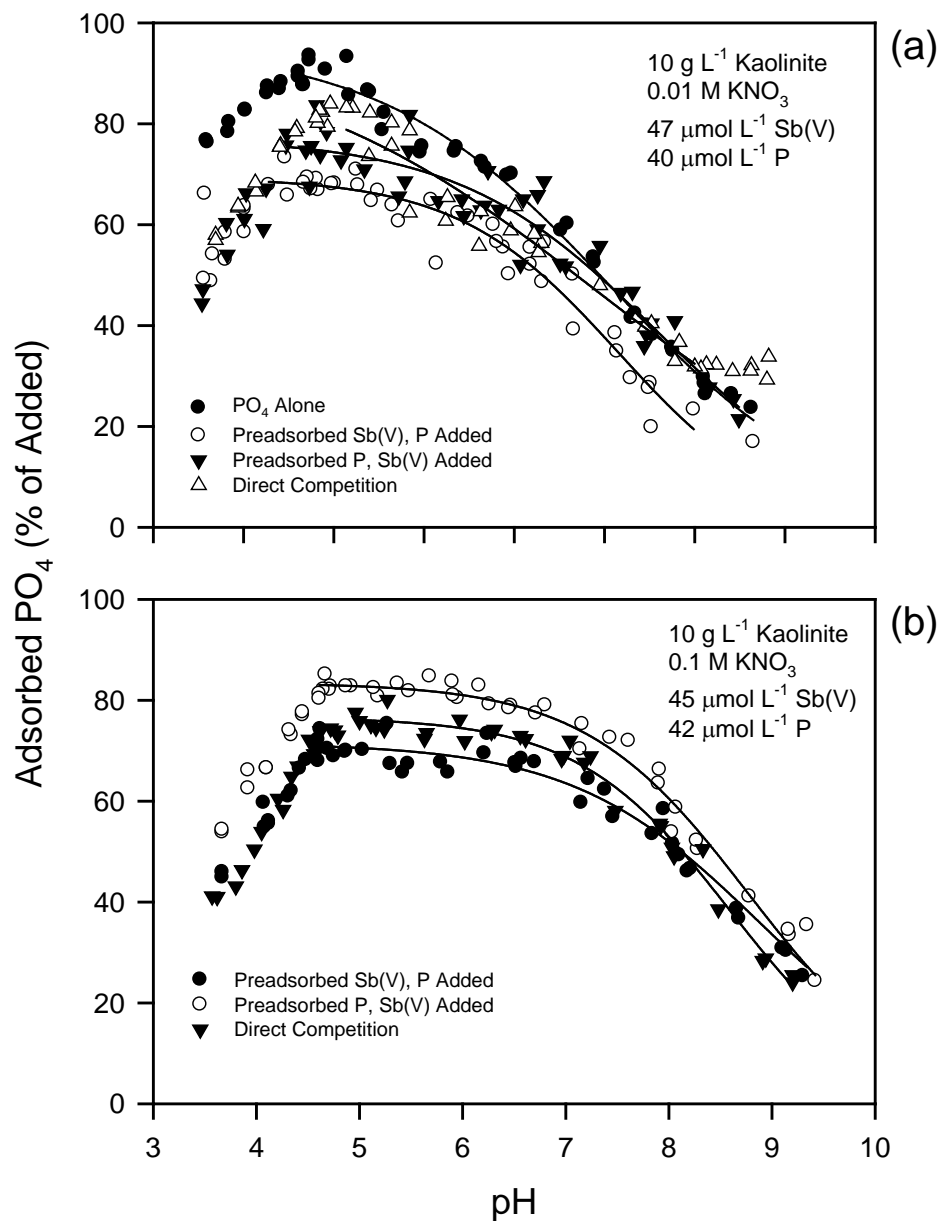 Adsorbed PO₄ (% of Added)
(a)
100
80
60
40
20
0
10 g L⁻¹ Kaolinite
0.01 M KNO₃
47 μmol L⁻¹ Sb(V)
40 μmol L⁻¹ P
PO₄ Alone
Preadsorbed Sb(V), P Added
Preadsorbed P, Sb(V) Added
Direct Competition
(b)
100
80
60
40
20
0
10 g L⁻¹ Kaolinite
0.1 M KNO₃
45 μmol L⁻¹ Sb(V)
42 μmol L⁻¹ P
Preadsorbed Sb(V), P Added
Preadsorbed P, Sb(V) Added
Direct Competition
3 4 5 6 7 8 9 10
pH